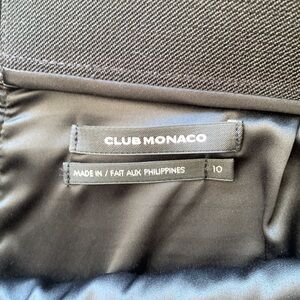 CLUB MONACO
MADE IN / FAIT AUX PHILIPPINES 10